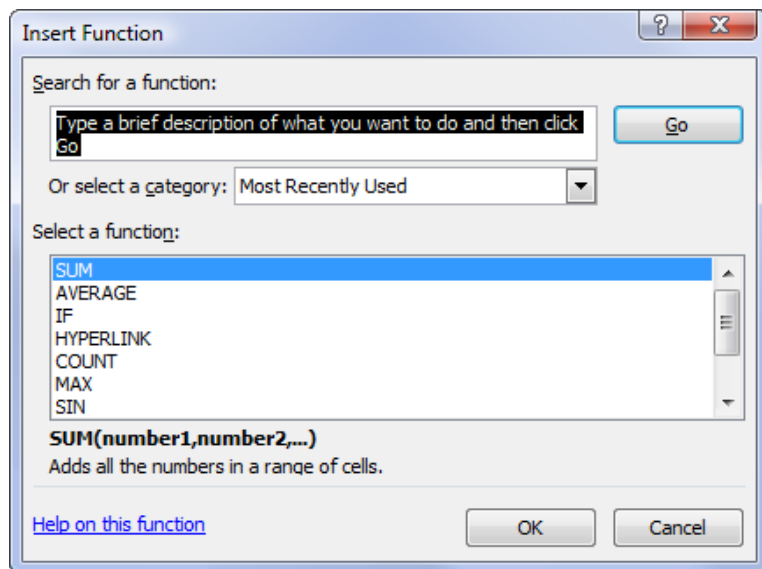 Insert Function
Search for a function:
Type a brief description of what you want to do and then click
Go
Go
Or select a category: Most Recently Used
Select a function:
SUM
AVERAGE
IF
HYPERLINK
COUNT
MAX
SIN
SUM(number1,number2,...)
Adds all the numbers in a range of cells.
Help on this function
OK
Cancel